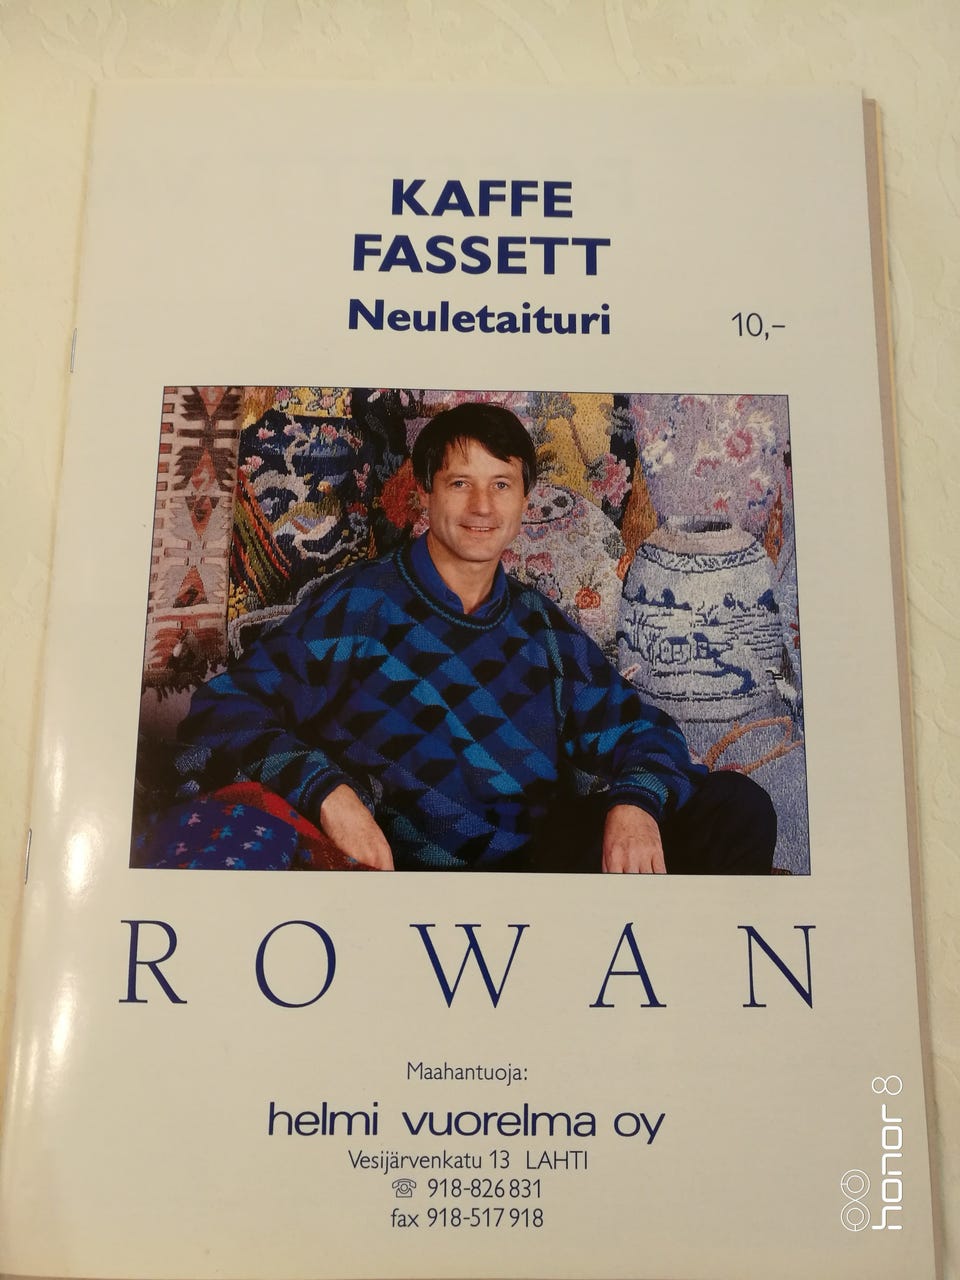 KAFFE
FASSETT
Neuletaituri
10,-
ROWAN
Maahantuoja:
helmi vuorelma oy
Vesijärvenkatu 13 LAHTI
☏ 918-826 831
fax 918-517 918
honor 8